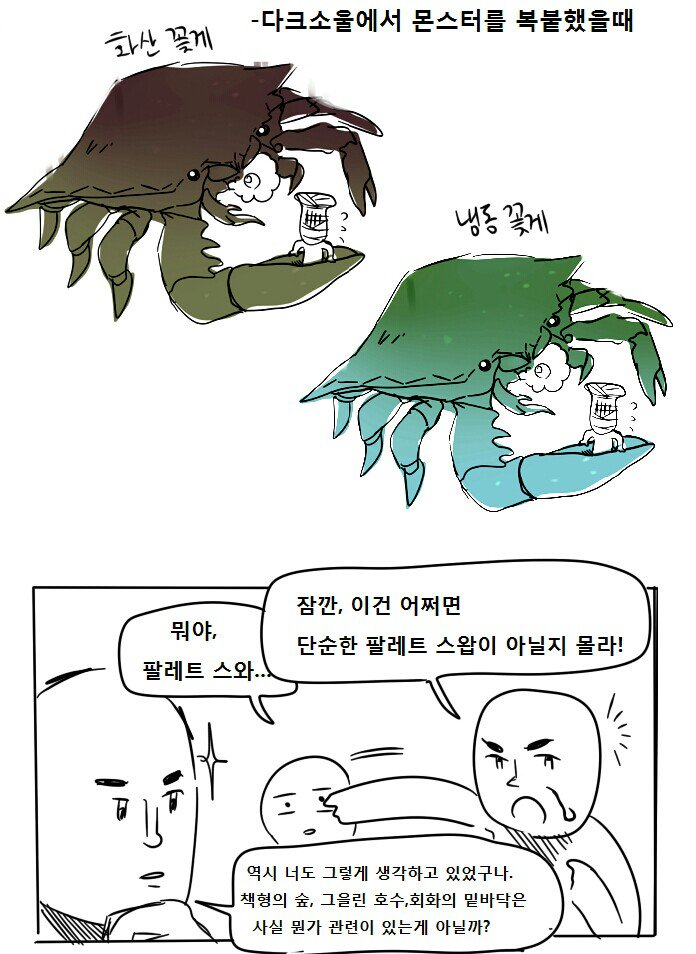 -다크소울에서 몬스터를 복붙했을때
화산 꽃게
냉동 꽃게
뭐야,
팔레트 스와...
잠깐, 이건 어쩌면
단순한 팔레트 스왑이 아닐지 몰라!
역시 너도 그렇게 생각하고 있었구나.
책형의 숲, 그을린 호수,회화의 밑바닥은
사실 뭔가 관련이 있는게 아닐까?